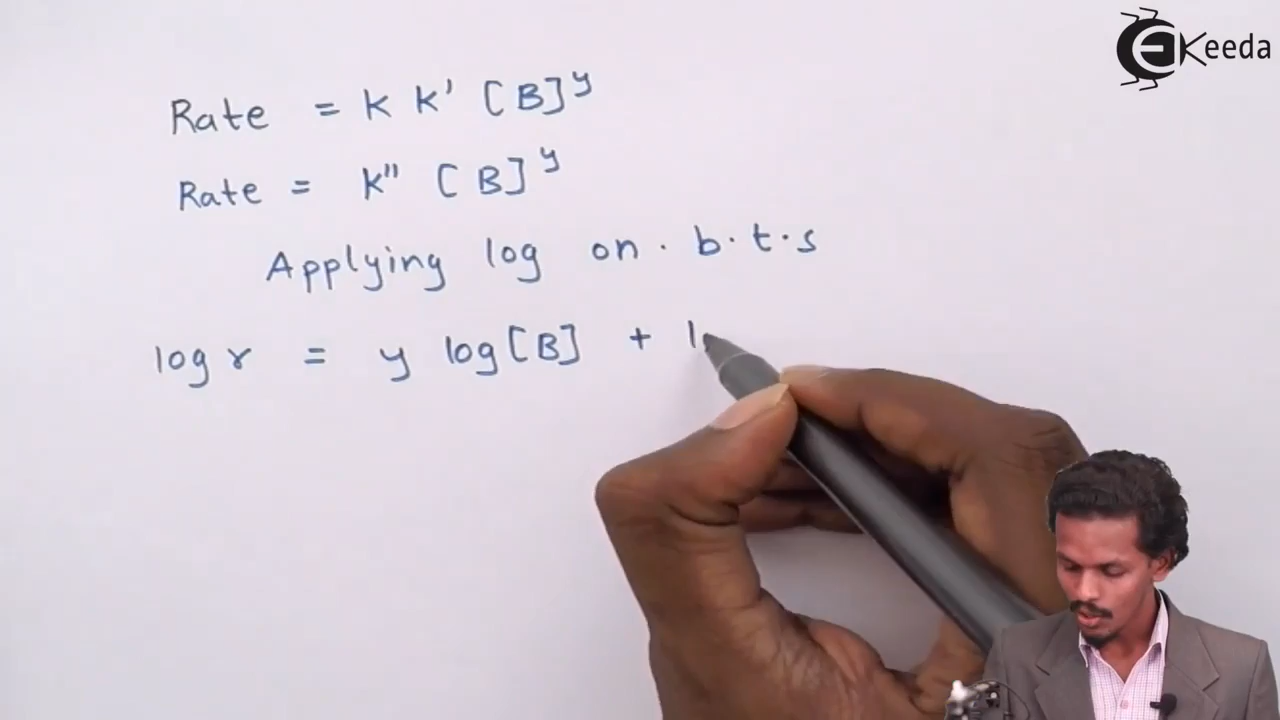 Keeda
Rate = k k' [B]^y
Rate = k" [B]^y
Applying log on . b.t.s
log r = y log[B] + l